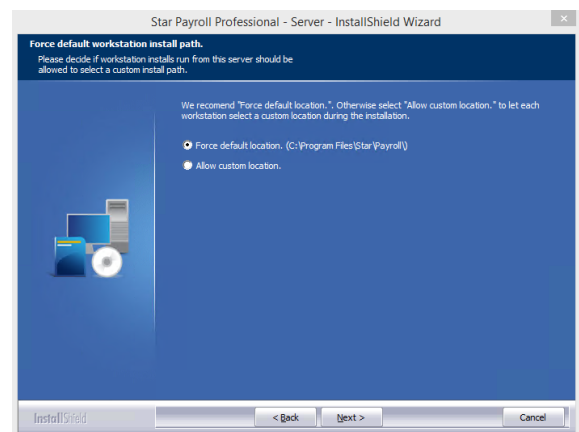 Star Payroll Professional - Server - InstallShield Wizard
Force default workstation install path.
Please decide if workstation installs run from this server should be
allowed to select a custom install path.
We recomend "Force default location.". Otherwise select "Allow custom location." to let each
workstation select a custom location during the installation.
Force default location. (C:\Program Files\Star\Payroll\)
Allow custom location.
InstallShield
< Back
Next >
Cancel